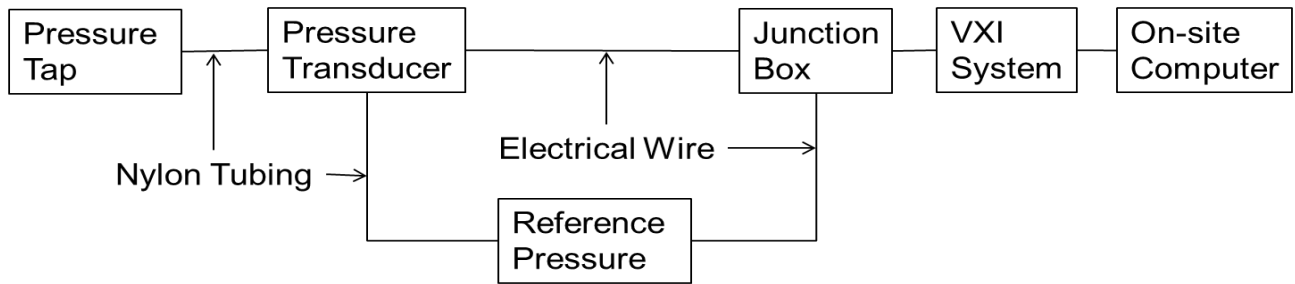 Pressure
Tap
Pressure
Transducer
Junction
Box
VXI
System
On-site
Computer
Electrical Wire
Nylon Tubing
Reference
Pressure